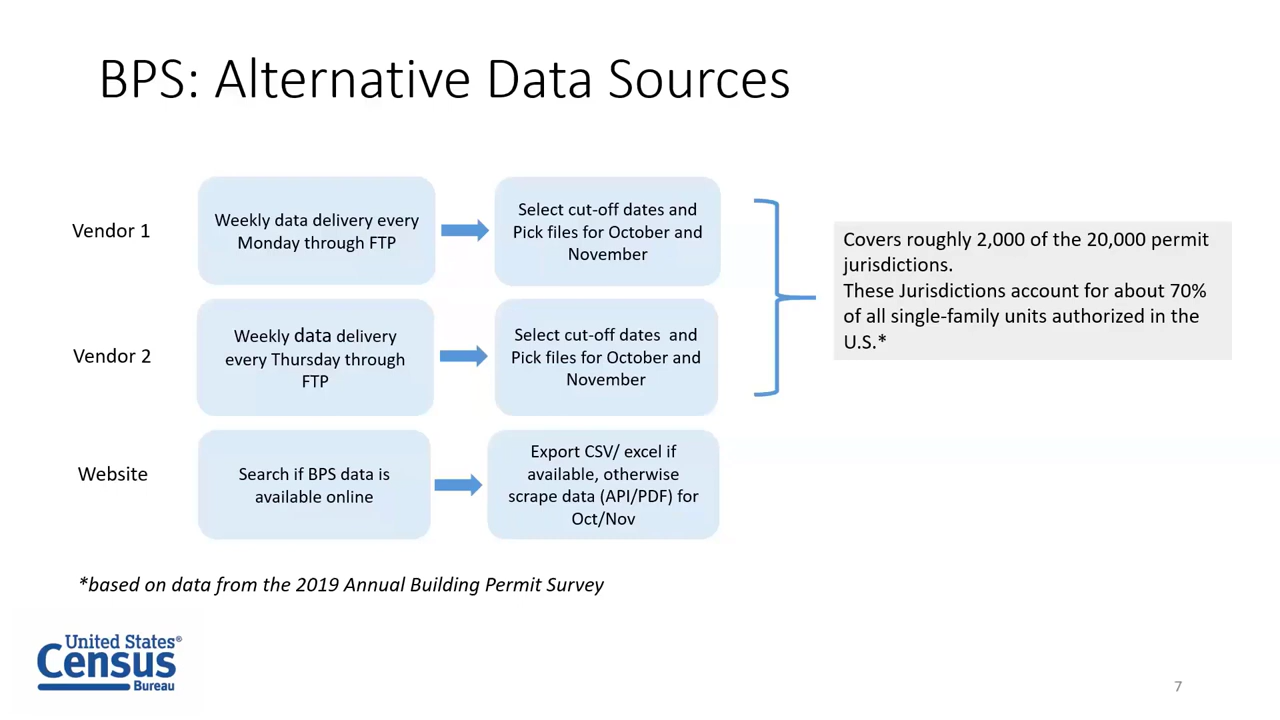 BPS: Alternative Data Sources
Vendor 1
Weekly data delivery every
Monday through FTP
Select cut-off dates and
Pick files for October and
November
Vendor 2
Weekly data delivery
every Thursday through
FTP
Select cut-off dates and
Pick files for October and
November
Website
Search if BPS data is
available online
Export CSV/ excel if
available, otherwise
scrape data (API/PDF) for
Oct/Nov
Covers roughly 2,000 of the 20,000 permit
jurisdictions.
These Jurisdictions account for about 70%
of all single-family units authorized in the
U.S.*
*based on data from the 2019 Annual Building Permit Survey
United States®
Census
Bureau
7